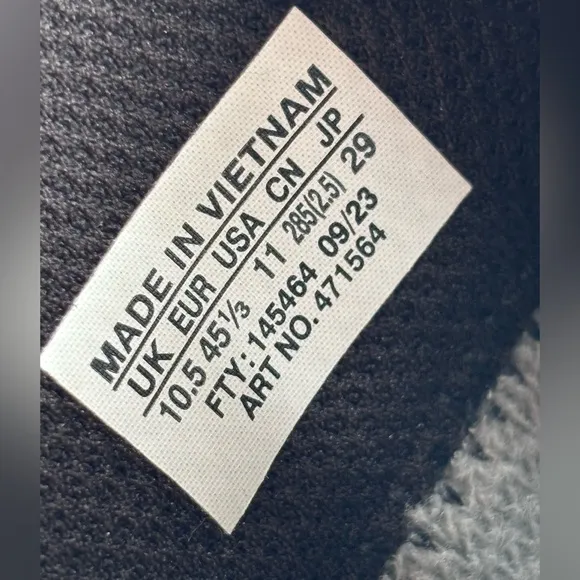 MADE IN VIETNAM
UK EUR USA CN JP
10.5 45⅓ 11 285(2.5) 29
FTY: 145464 09/23
ART NO. 471564